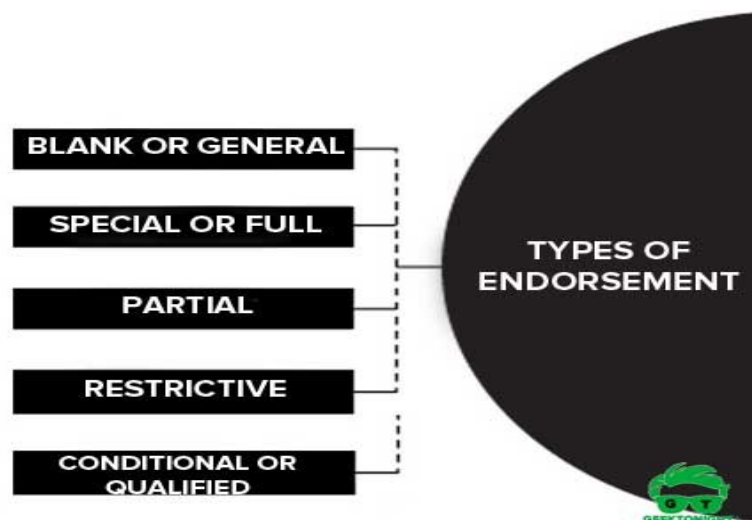 BLANK OR GENERAL
SPECIAL OR FULL
PARTIAL
RESTRICTIVE
CONDITIONAL OR
QUALIFIED
TYPES OF
ENDORSEMENT
G T